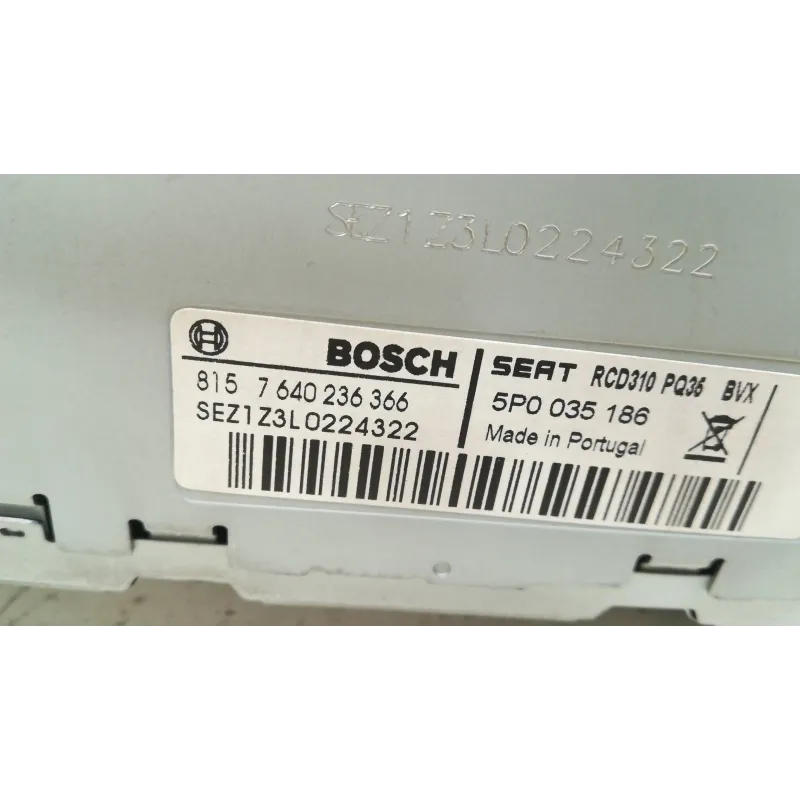 SEZ1Z3L0224322
BOSCH
815 7 640 236 366
SEZ1Z3L0224322
SEAT RCD310 PQ35 BVX
5P0 035 186
Made in Portugal